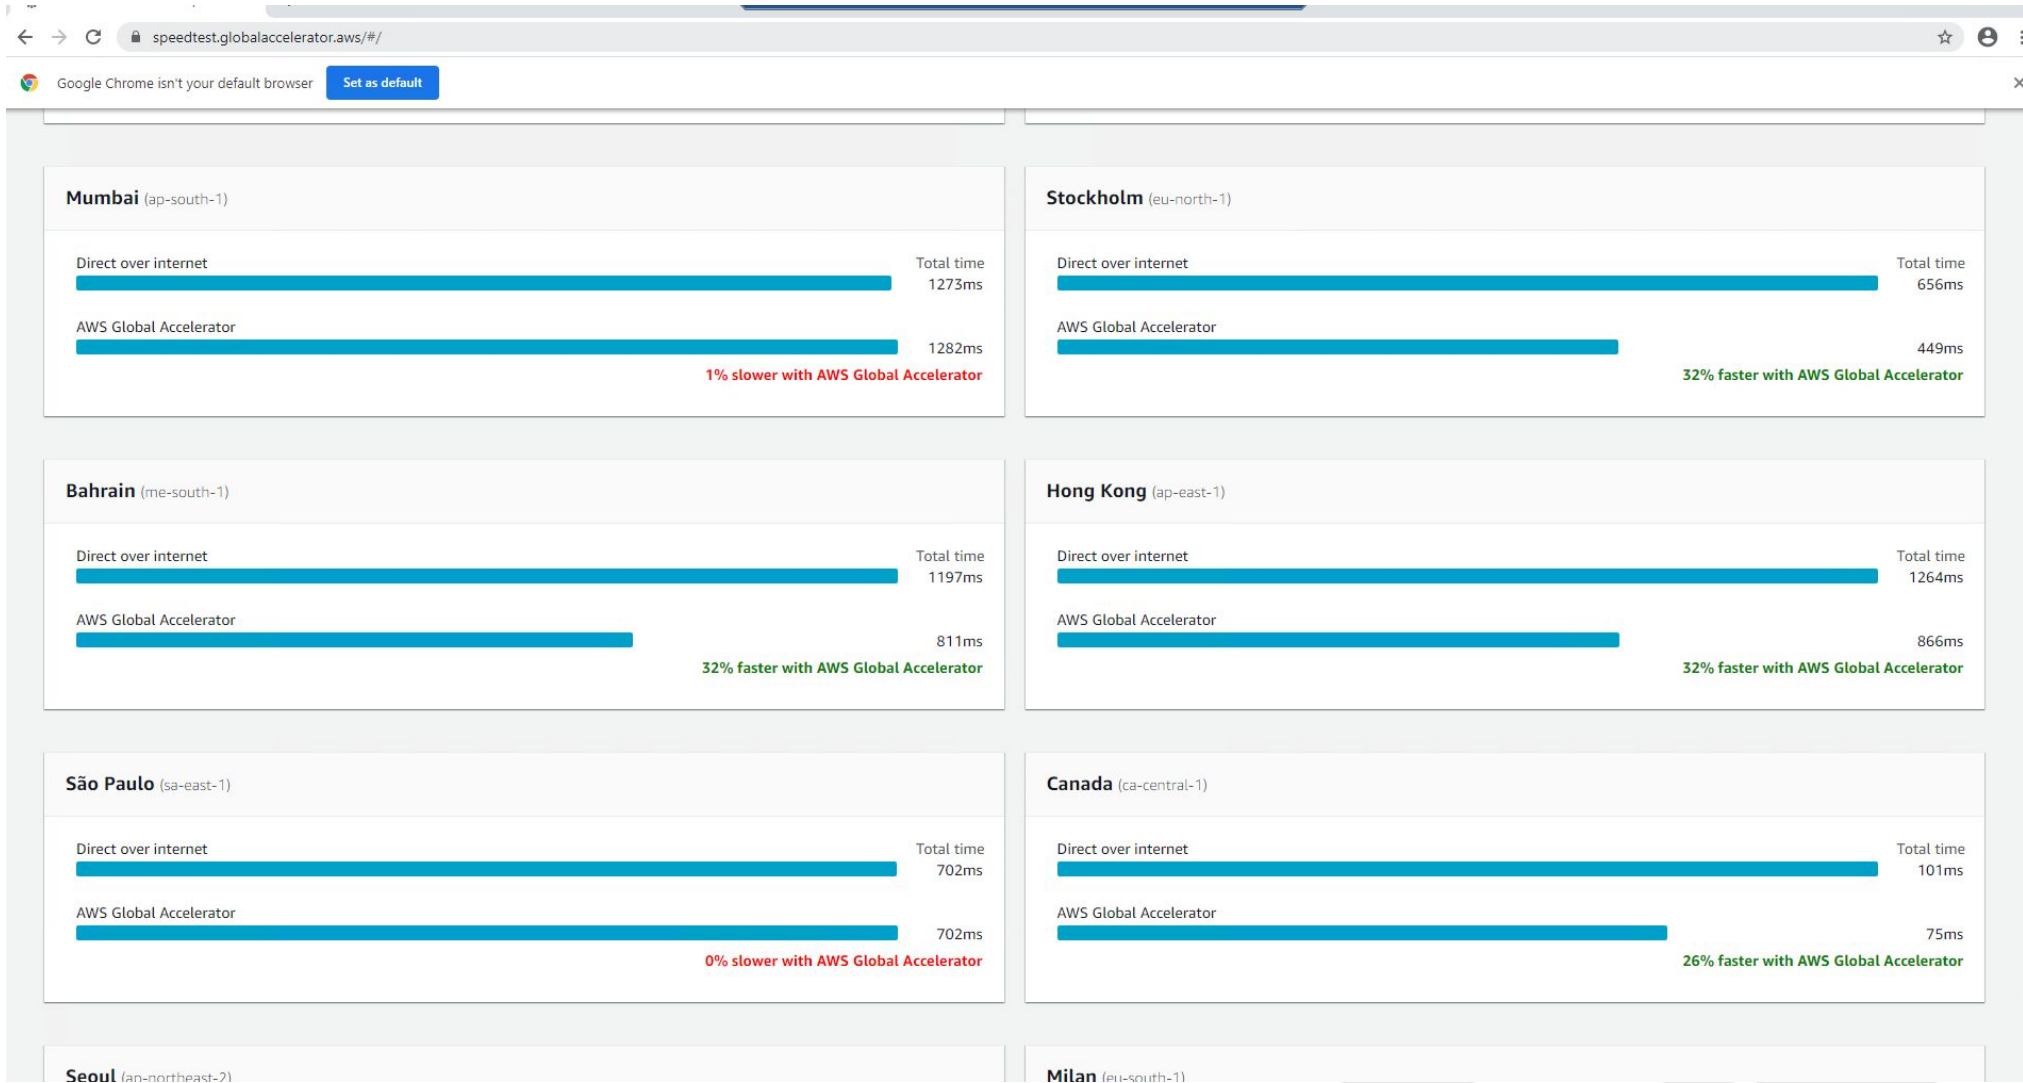 speedtest.globalaccelerator.aws/#/
Google Chrome isn't your default browser Set as default
Mumbai (ap-south-1)
Direct over internet Total time
1273ms
AWS Global Accelerator
1282ms
1% slower with AWS Global Accelerator
Stockholm (eu-north-1)
Direct over internet Total time
656ms
AWS Global Accelerator
449ms
32% faster with AWS Global Accelerator
Bahrain (me-south-1)
Direct over internet Total time
1197ms
AWS Global Accelerator
811ms
32% faster with AWS Global Accelerator
Hong Kong (ap-east-1)
Direct over internet Total time
1264ms
AWS Global Accelerator
866ms
32% faster with AWS Global Accelerator
São Paulo (sa-east-1)
Direct over internet Total time
702ms
AWS Global Accelerator
702ms
0% slower with AWS Global Accelerator
Canada (ca-central-1)
Direct over internet Total time
101ms
AWS Global Accelerator
75ms
26% faster with AWS Global Accelerator
Seoul (ap-northeast-2)
Milan (eu-south-1)